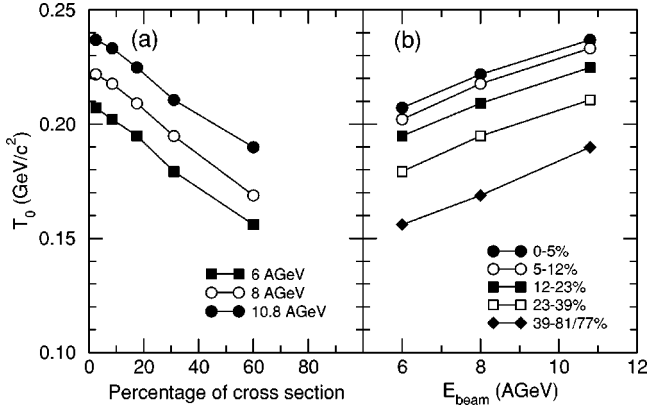 0.25
(a)
(b)
0.20
T0 (GeV/c²)
0.15
6 AGeV
8 AGeV
10.8 AGeV
0-5%
5-12%
12-23%
23-39%
39-81/77%
0.10
0 20 40 60 80
6 8 10 12
Percentage of cross section
Ebeam (AGeV)